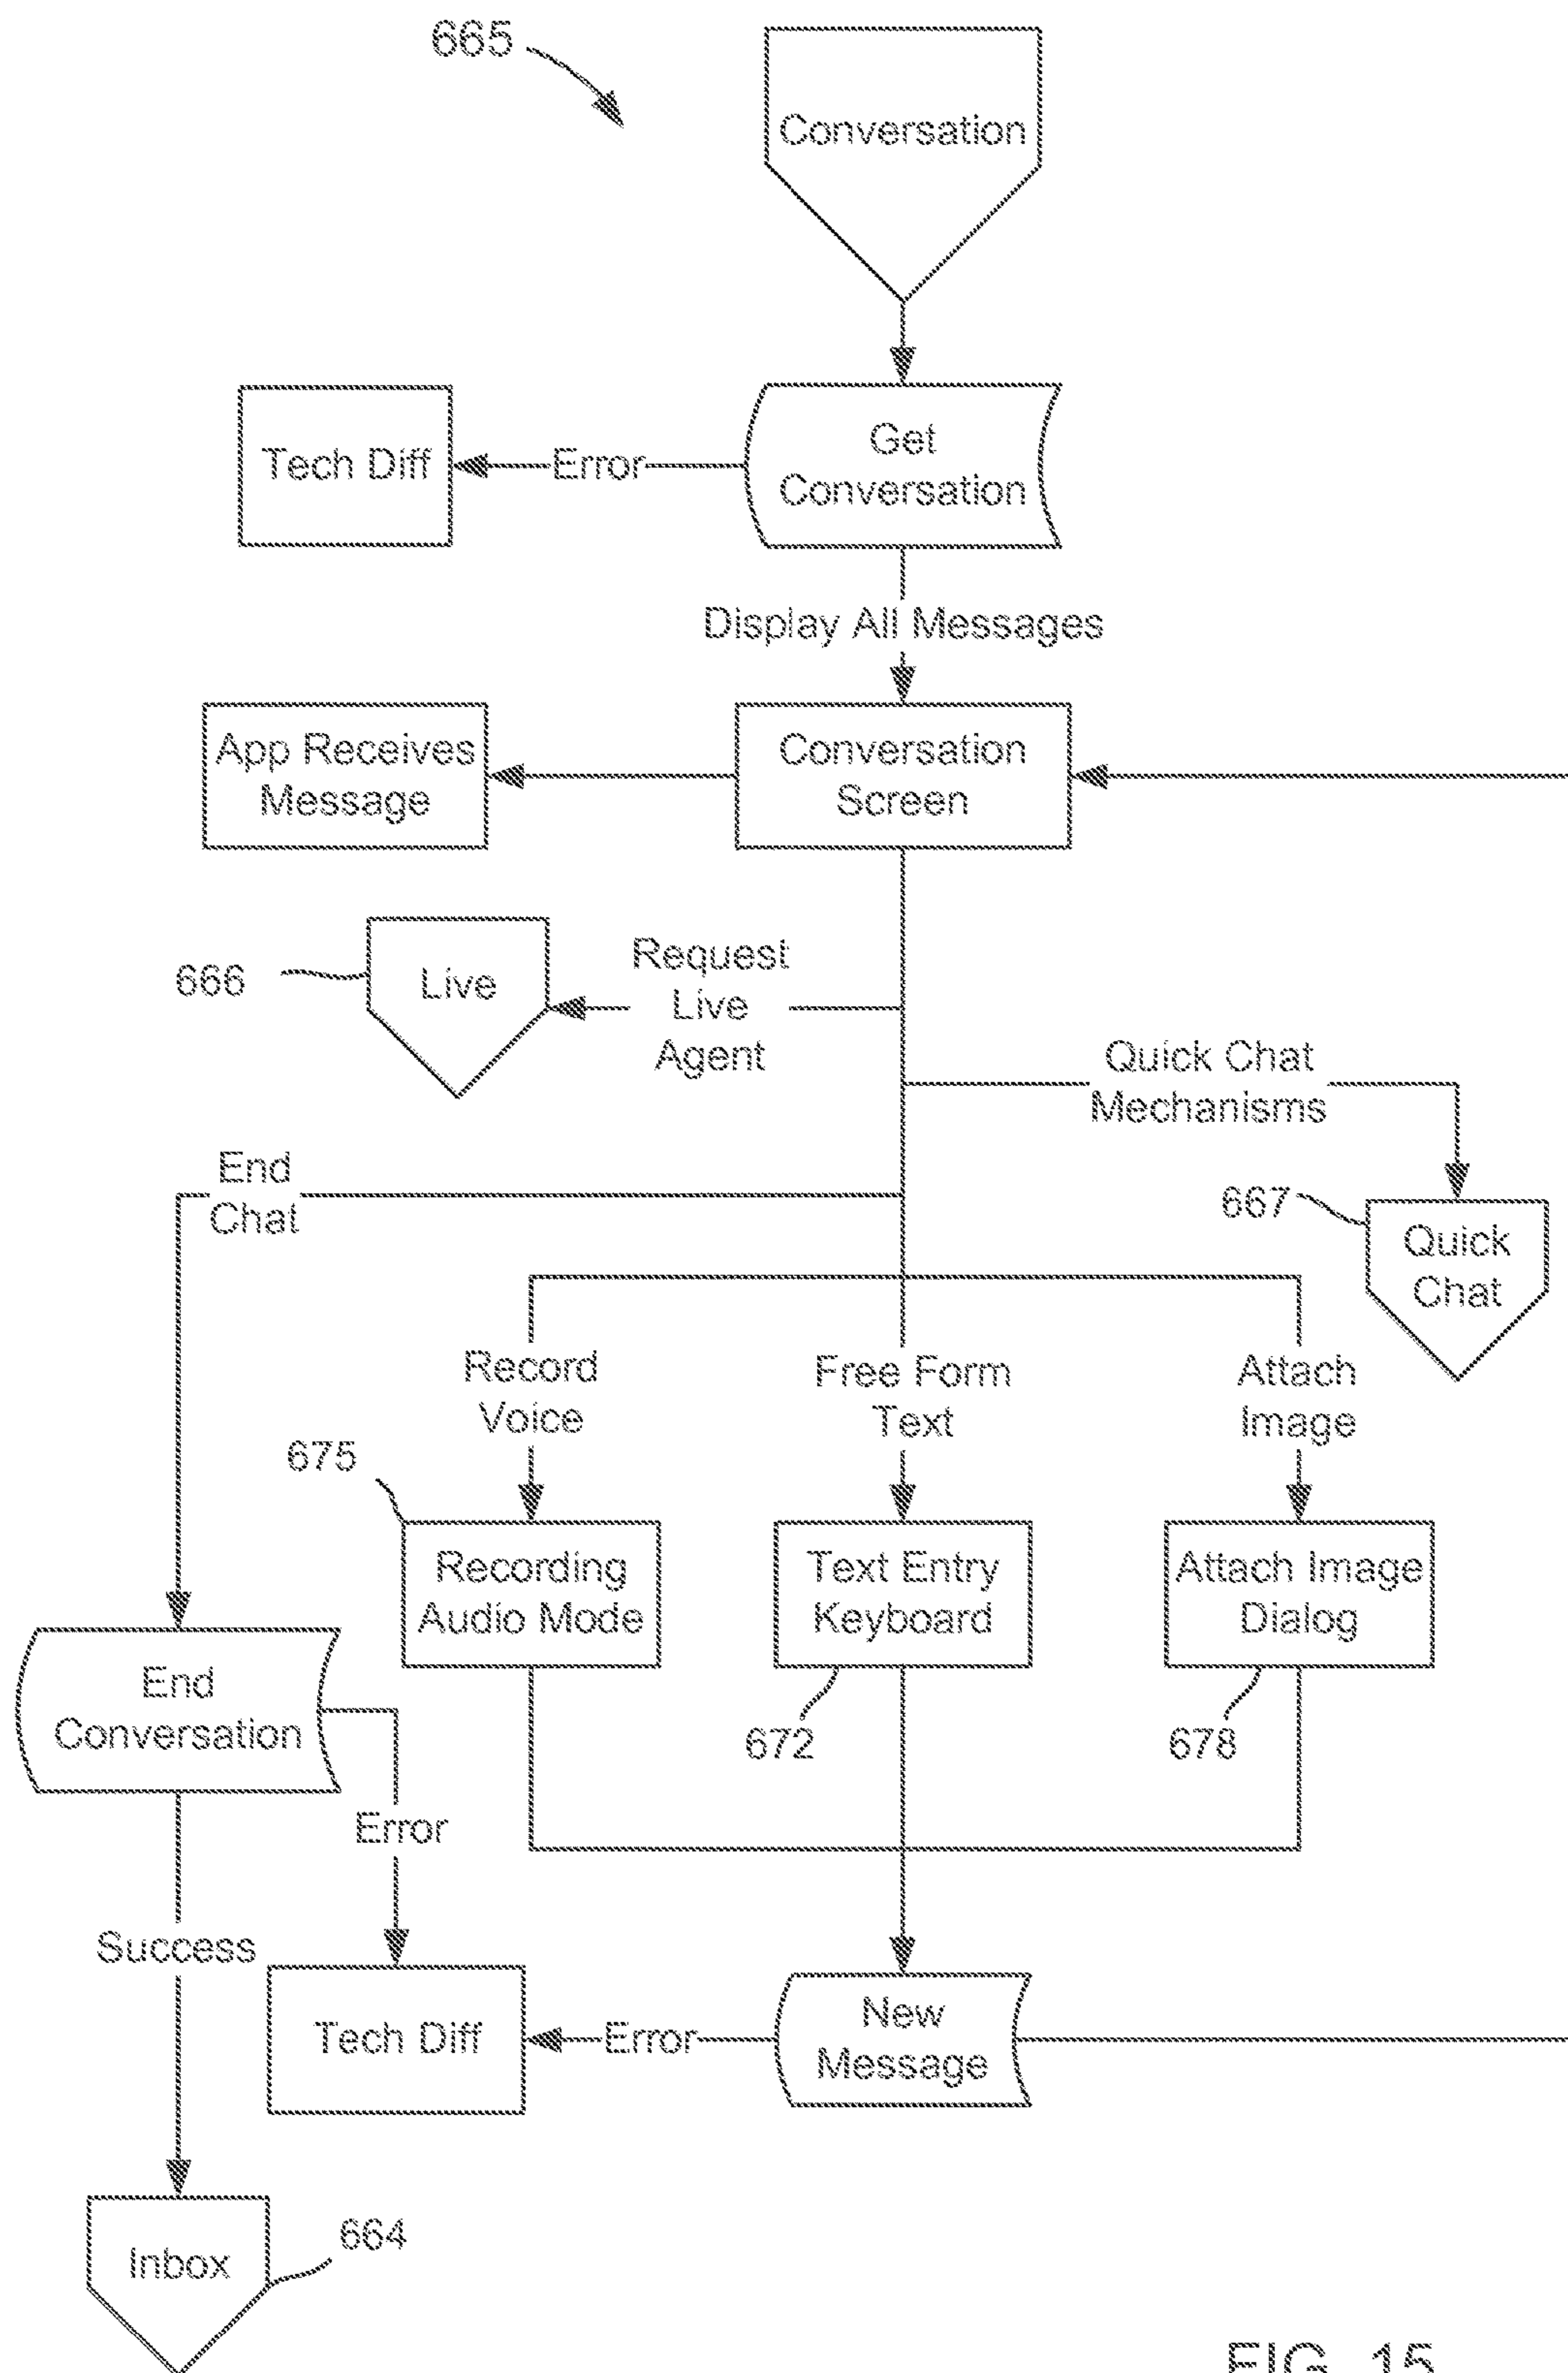 665
Conversation
Get
Conversation
Error
Tech Diff
Display All Messages
App Receives
Message
Conversation
Screen
666
Live
Request
Live
Agent
Quick Chat
Mechanisms
End
Chat
667
Quick
Chat
Record
Voice
Free Form
Text
Attach
Image
675
Recording
Audio Mode
Text Entry
Keyboard
Attach Image
Dialog
End
Conversation
672
678
Error
Success
Tech Diff
Error
New
Message
Inbox
664
FIG. 15